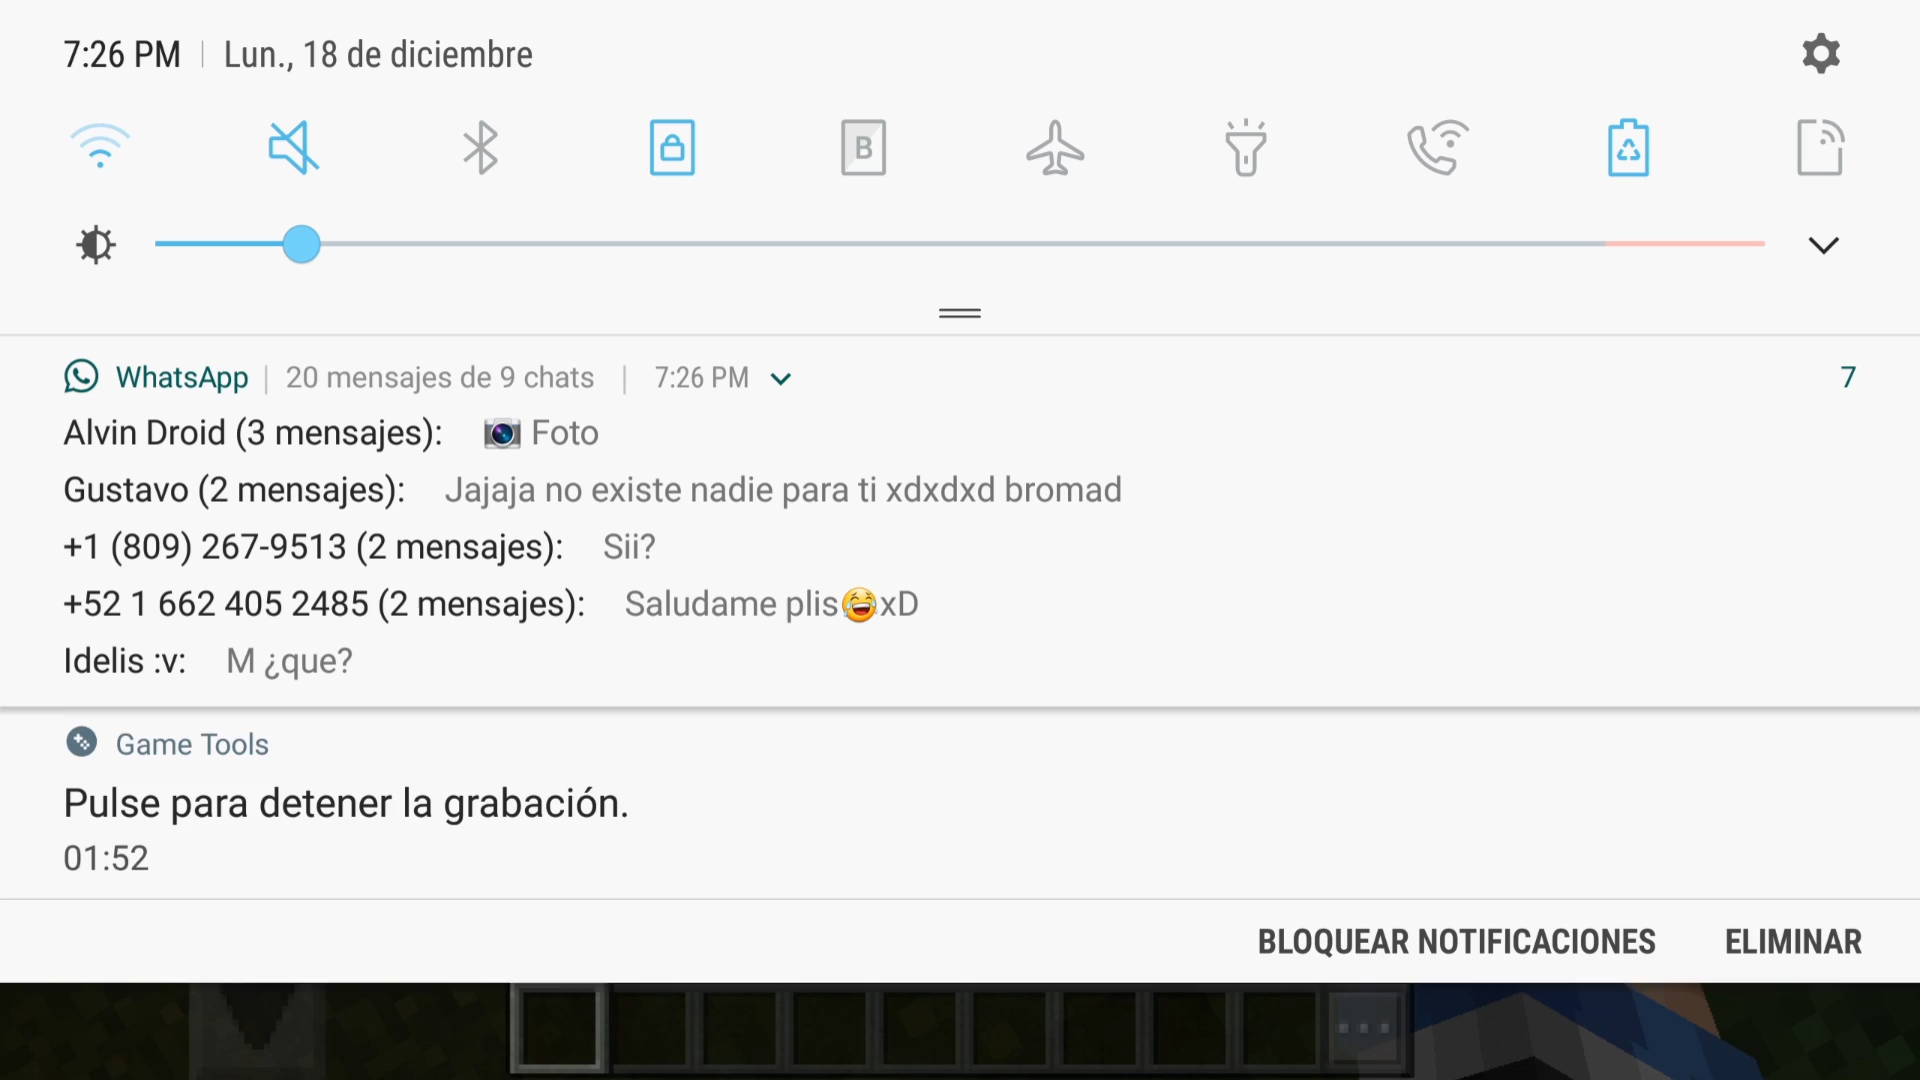 7:26 PM | Lun., 18 de diciembre
B
WhatsApp | 20 mensajes de 9 chats | 7:26 PM 7
Alvin Droid (3 mensajes): 📷 Foto
Gustavo (2 mensajes): Jajaja no existe nadie para ti xdxdxd bromad
+1 (809) 267-9513 (2 mensajes): Sii?
+52 1 662 405 2485 (2 mensajes): Saludame plis😂xD
Idelis :v: M ¿que?
Game Tools
Pulse para detener la grabación.
01:52
BLOQUEAR NOTIFICACIONES ELIMINAR